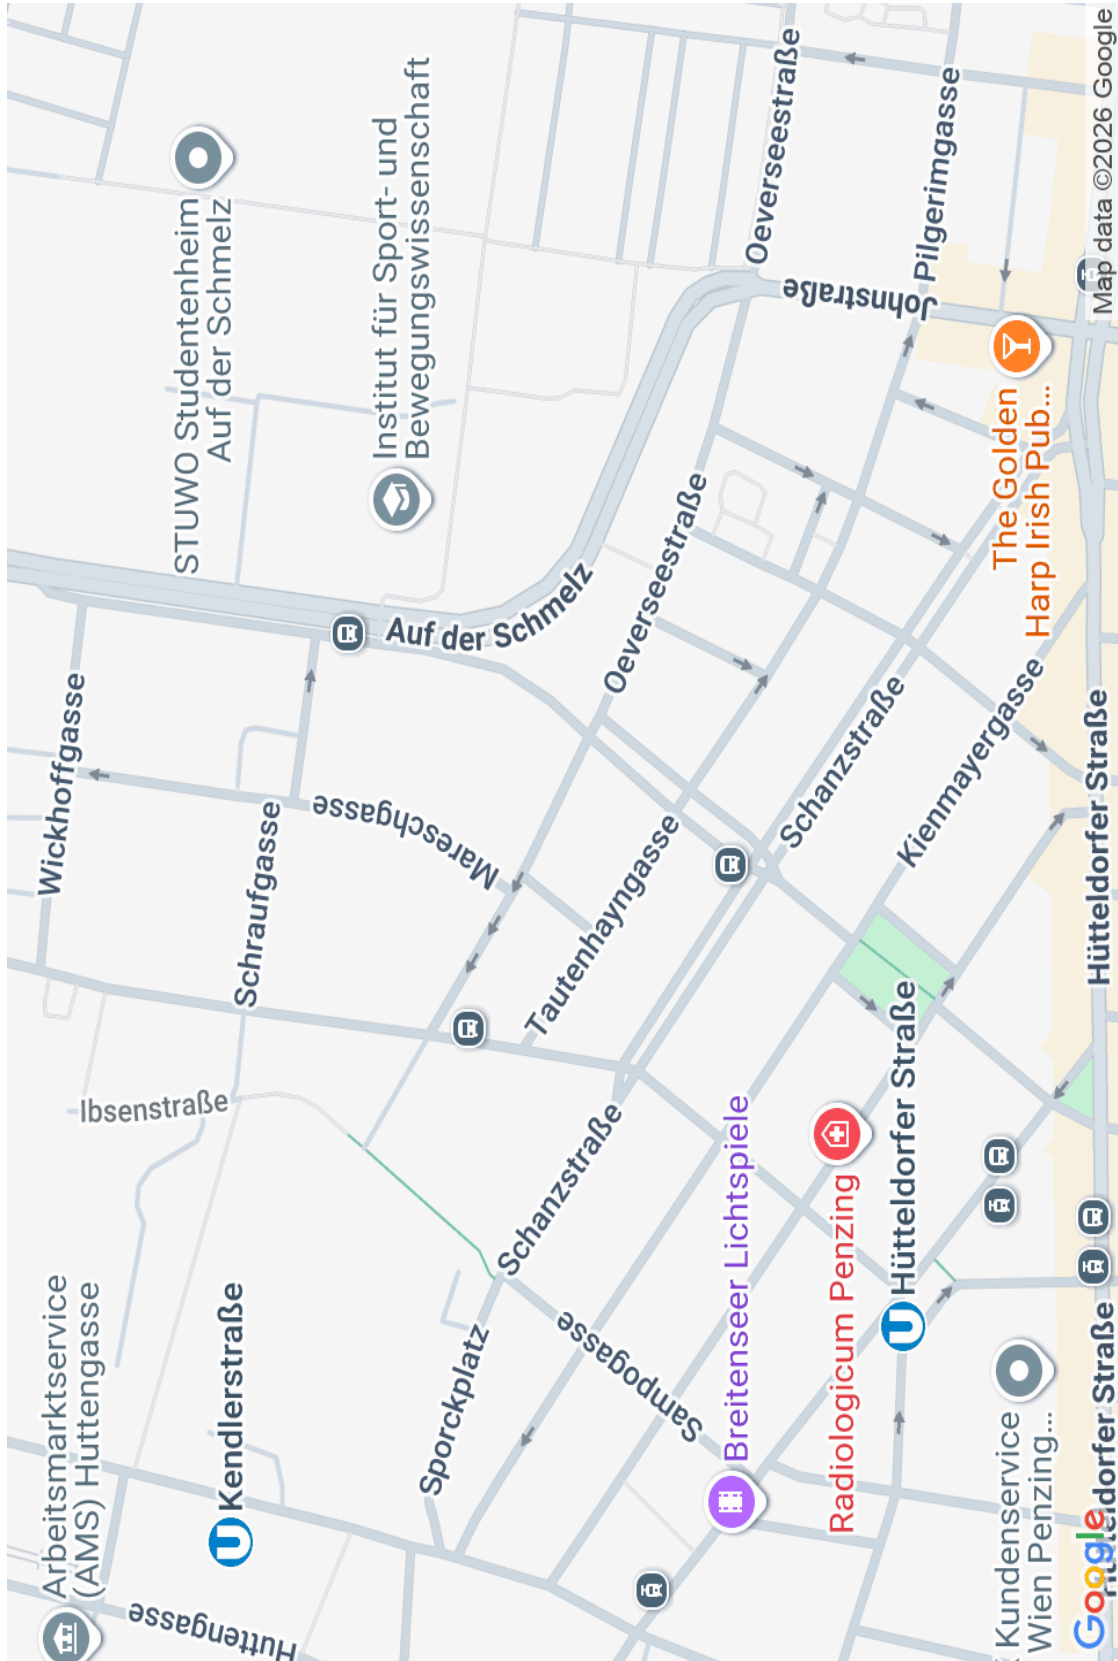 Arbeitsmarktservice
(AMS) Huttengasse
Huttengasse
Kendlerstraße
Ibsenstraße
Wickhoffgasse
Schraufgasse
Mareschgasse
STUWO Studentenheim
Auf der Schmelz
Institut für Sport- und
Bewegungswissenschaft
Auf der Schmelz
Sporckplatz
Schanzstraße
Sampogasse
Tautenhayngasse
Oeverseestraße
Oeverseestraße
Schanzstraße
Johnstraße
Pilgerimgasse
Breitenseer Lichtspiele
Radiologicum Penzing
Hütteldorfer Straße
Kienmayergasse
The Golden
Harp Irish Pub...
Kundenservice
Wien Penzing...
Hütteldorfer Straße
Hütteldorfer Straße
Google
Map data ©2026 Google